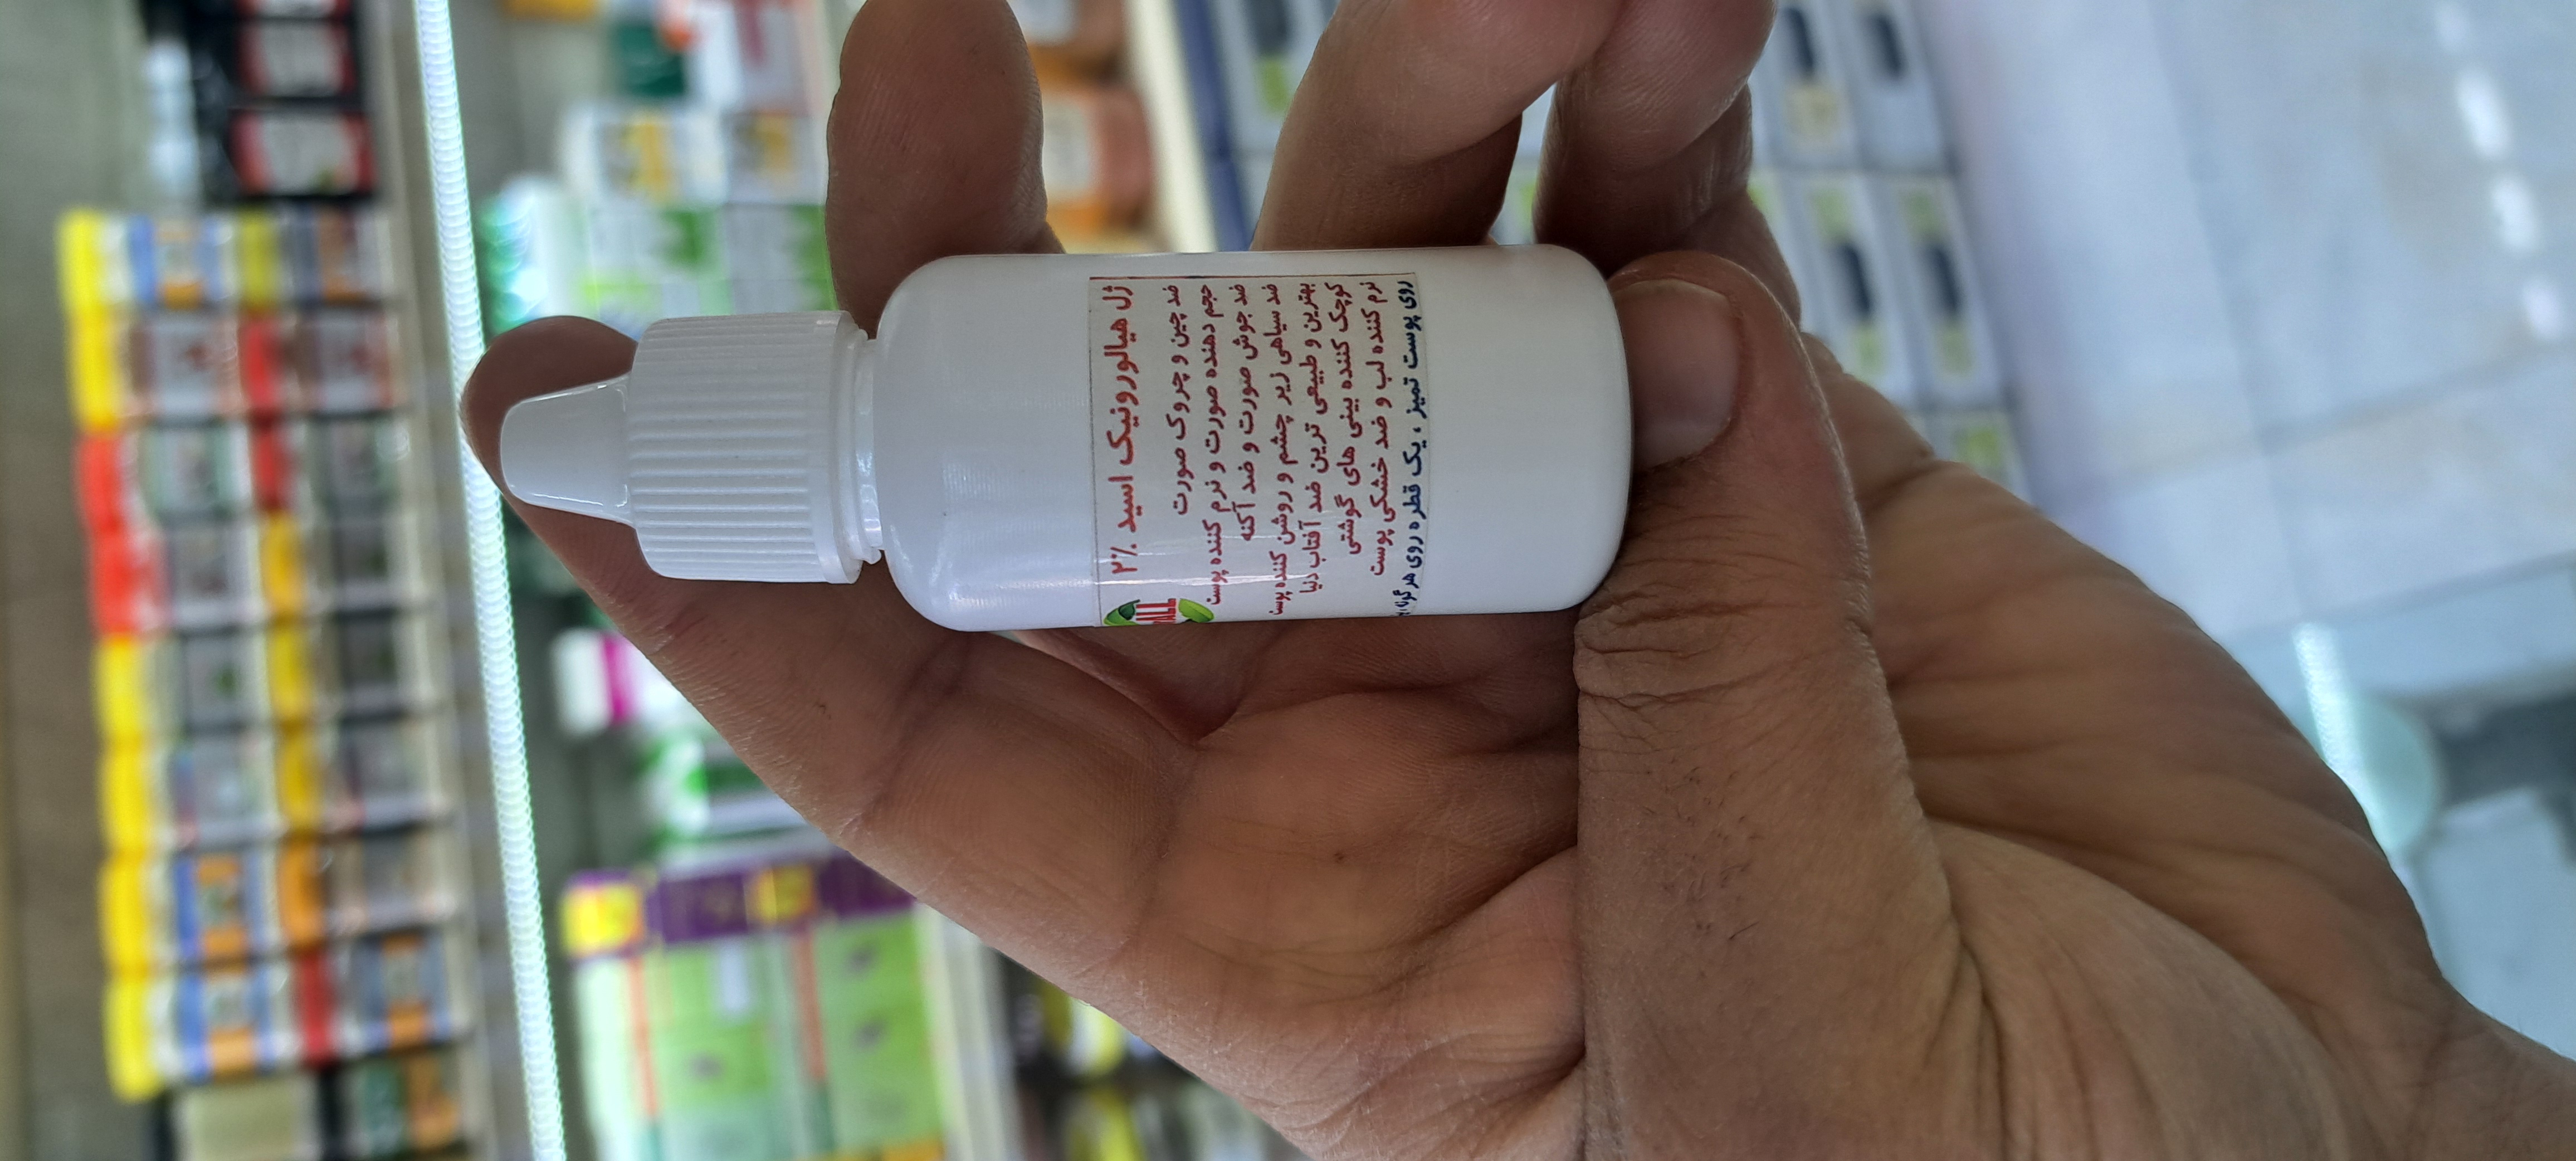 ژل هیالورونیک اسید ۲٪
ضد چین و چروک صورت
حجم دهنده صورت و نرم کننده پوست
ضد جوش صورت و ضد آکنه
ضد سیاهی زیر چشم و روشن کننده پوست
بهترین و طبیعی ترین ضد آفتاب دنیا
کوچک کننده بینی های گوشتی
نرم کننده لب و ضد خشکی پوست
روی پوست تمیز ، یک قطره روی هر گونه